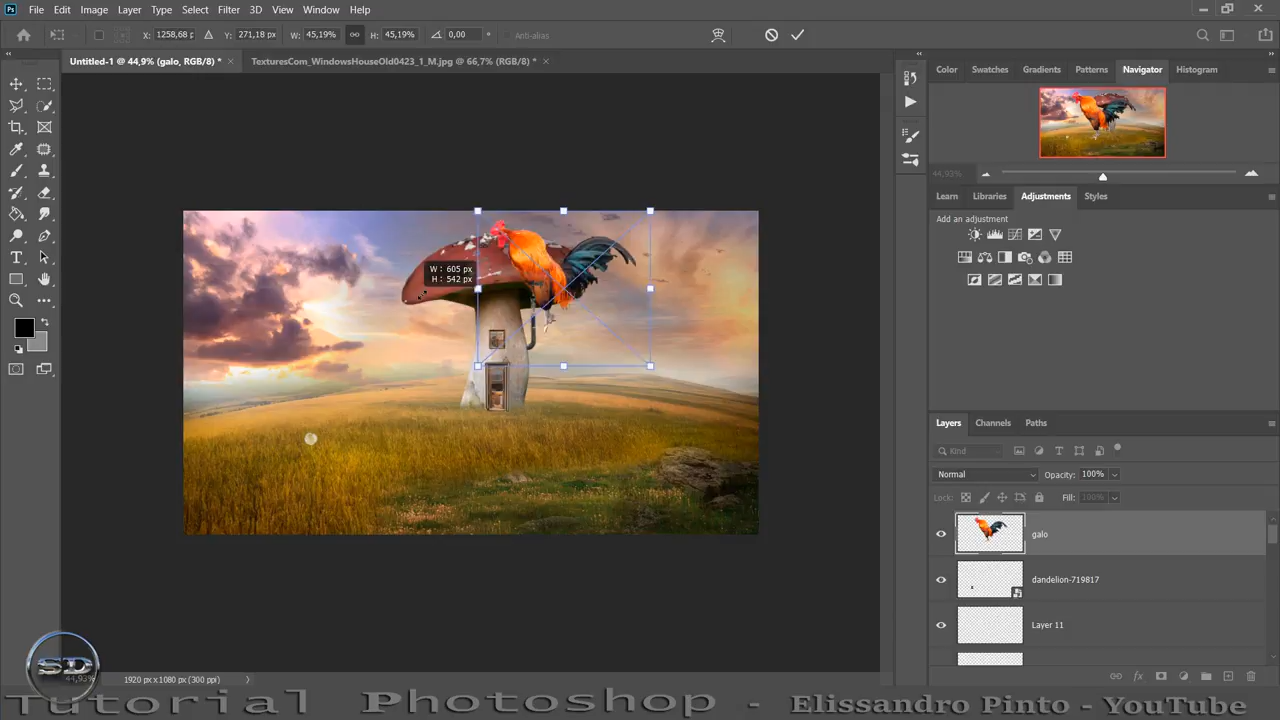 Ps File Edit Image Layer Type Select Filter 3D View Window Help
X: 1258,68 p Y: 271,18 px W: 45,19% H: 45,19% 0,00 ° Anti-alias
Untitled-1 @ 44,9% (galo, RGB/8) * × TexturesCom_WindowsHouseOld0423_1_M.jpg @ 66,7% (RGB/8) * ×
Color Swatches Gradients Patterns Navigator Histogram
44,93%
Learn Libraries Adjustments Styles
Add an adjustment
W: 605 px
H: 542 px
Layers Channels Paths
Kind
Normal Opacity: 100%
Lock: Fill: 100%
galo
dandelion-719817
Layer 11
SD
44,93% 1920 px x 1080 px (300 ppi)
Tutorial Photoshop - Elissandro Pinto - YouTube